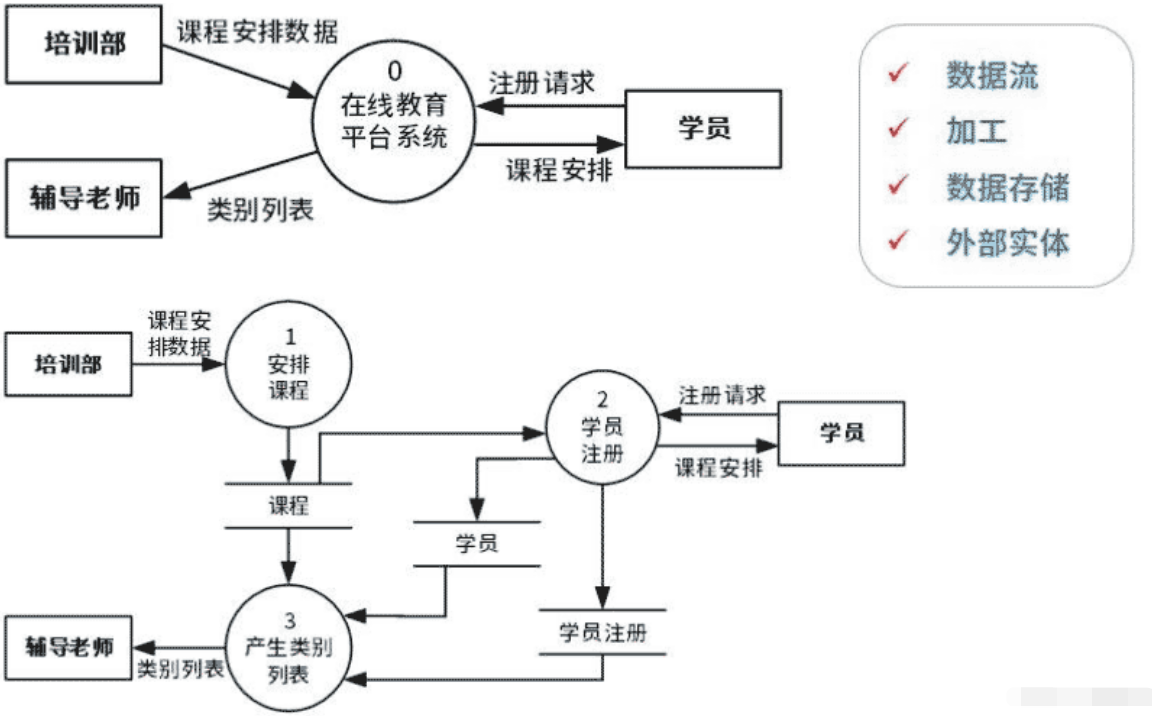 培训部
课程安排数据
0
在线教育
平台系统
注册请求
学员
课程安排
辅导老师
类别列表
数据流
加工
数据存储
外部实体
培训部
课程安
排数据
1
安排
课程
2
学员
注册
注册请求
学员
课程安排
课程
学员
3
产生类别
列表
学员注册
辅导老师
类别列表